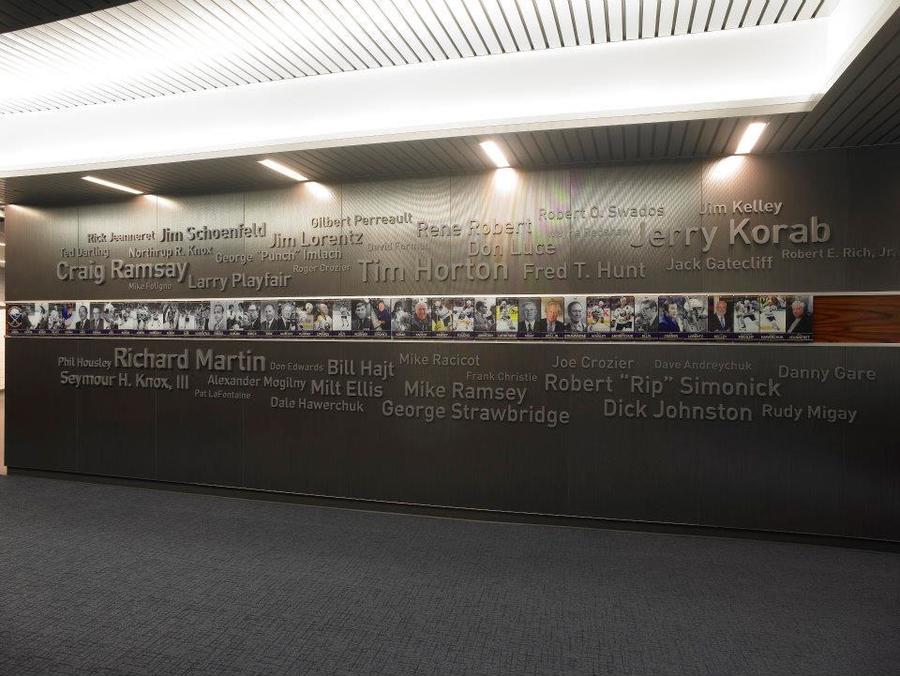 Gilbert Perreault
Robert O. Swados
Jim Kelley
Rick Jeanneret
Jim Schoenfeld
Jim Lorentz
Rene Robert
Jerry Korab
Ted Darling
Northrup R. Knox
George "Punch" Imlach
Don Luce
Robert E. Rich, Jr.
Craig Ramsay
Roger Crozier
Tim Horton
Fred T. Hunt
Jack Gatecliff
Mike Foligno
Larry Playfair
Phil Housley
Richard Martin
Don Edwards
Bill Hajt
Mike Racicot
Joe Crozier
Dave Andreychuk
Danny Gare
Seymour H. Knox, III
Alexander Mogilny
Milt Ellis
Frank Christie
Mike Ramsey
Robert "Rip" Simonick
Pat LaFontaine
Dale Hawerchuk
George Strawbridge
Dick Johnston
Rudy Migay